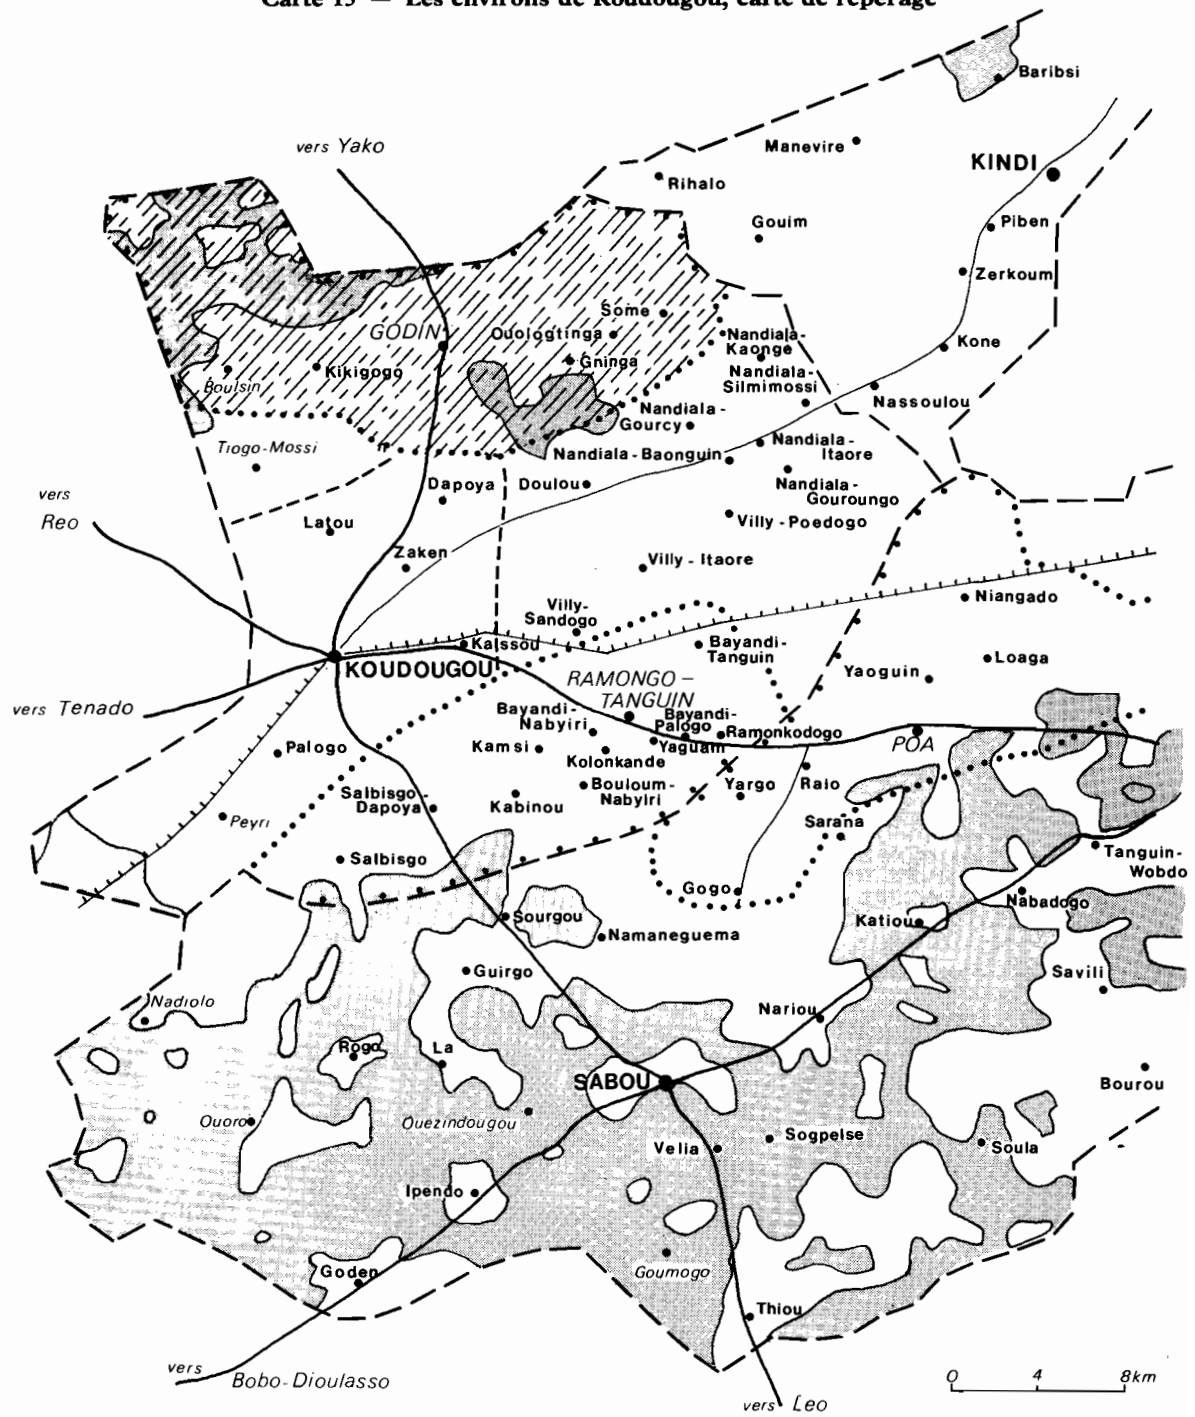 Carte 15 — Les environs de Koudougou, carte de repérage
Baribsi
Manevire
vers Yako
KINDI
Rihalo
Gouim
Piben
Zerkoum
Some
GODIN
Ouologtinga
Nandiala-
Kaonge
Kone
Gninga
Kikigogo
Boulsin
Nandiala-
Silmimossi
Nassoulou
Nandiala-
Gourcy
Tiogo-Mossi
Nandiala-Baonguin
Nandiala-
Itaore
Dapoya
Doulou
Nandiala-
Gouroungo
vers
Reo
Latou
Villy-Poedogo
Zaken
Villy-Itaore
Niangado
Villy-
Sandogo
Kaissou
Bayandi-
Tanguin
KOUDOUGOU
Loaga
Yaoguin
RAMONGO-
TANGUIN
vers Tenado
Bayandi-
Nabyiri
Bayandi-
Palogo
Ramonkodogo
POA
Palogo
Kamsi
Yaguam
Kolonkande
Salbisgo-
Dapoya
Kabinou
Bouloum-
Nabyiri
Yargo
Raio
Peyri
Sarana
Salbisgo
Tanguin-
Wobdo
Gogo
Nabadogo
Sourgou
Katiou
Namaneguema
Guirgo
Savili
Nadiolo
Nariou
Rogo
La
SABOU
Bourou
Ouoro
Ouezindougou
Sogpelse
Velia
Soula
Ipendo
Goden
Goumogo
Thiou
vers
Bobo-Dioulasso
0 4 8km
vers Leo